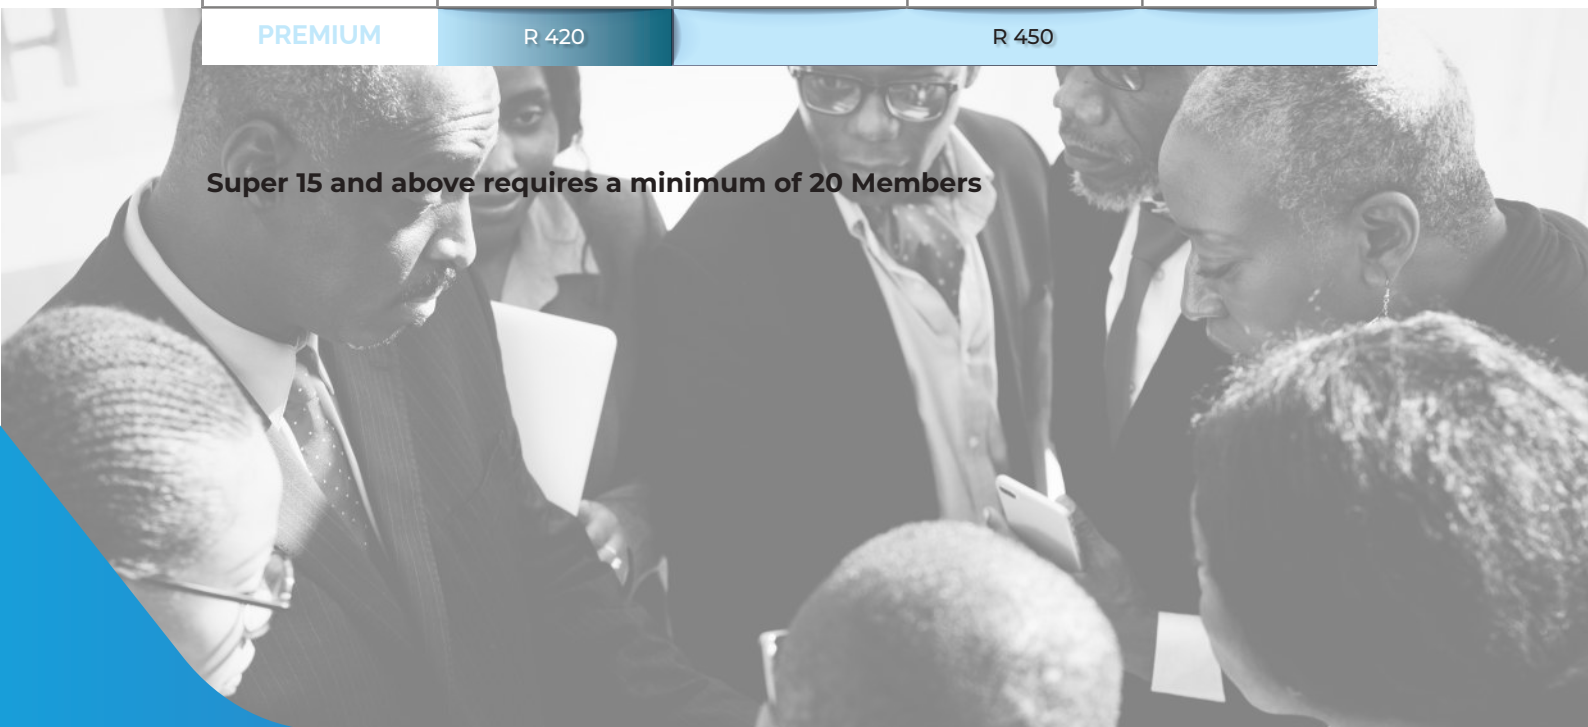 PREMIUM R 420 R 450
Super 15 and above requires a minimum of 20 Members